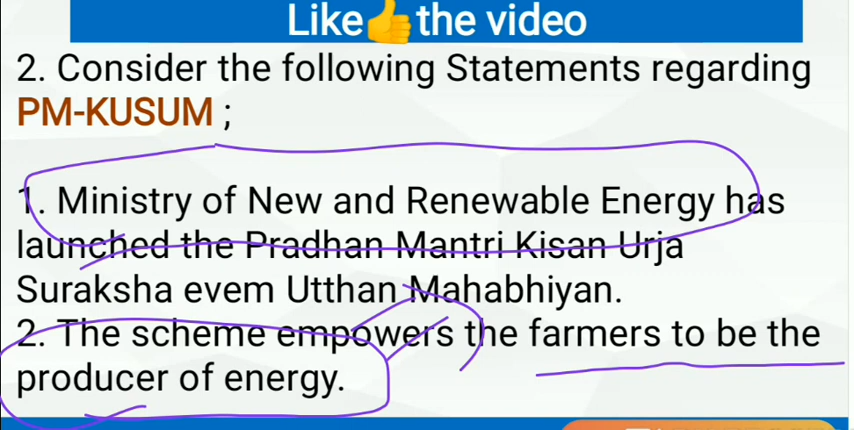 Like👍the video
2. Consider the following Statements regarding
PM-KUSUM ;
1. Ministry of New and Renewable Energy has
launched the Pradhan Mantri Kisan Urja
Suraksha evem Utthan Mahabhiyan.
2. The scheme empowers the farmers to be the
producer of energy.